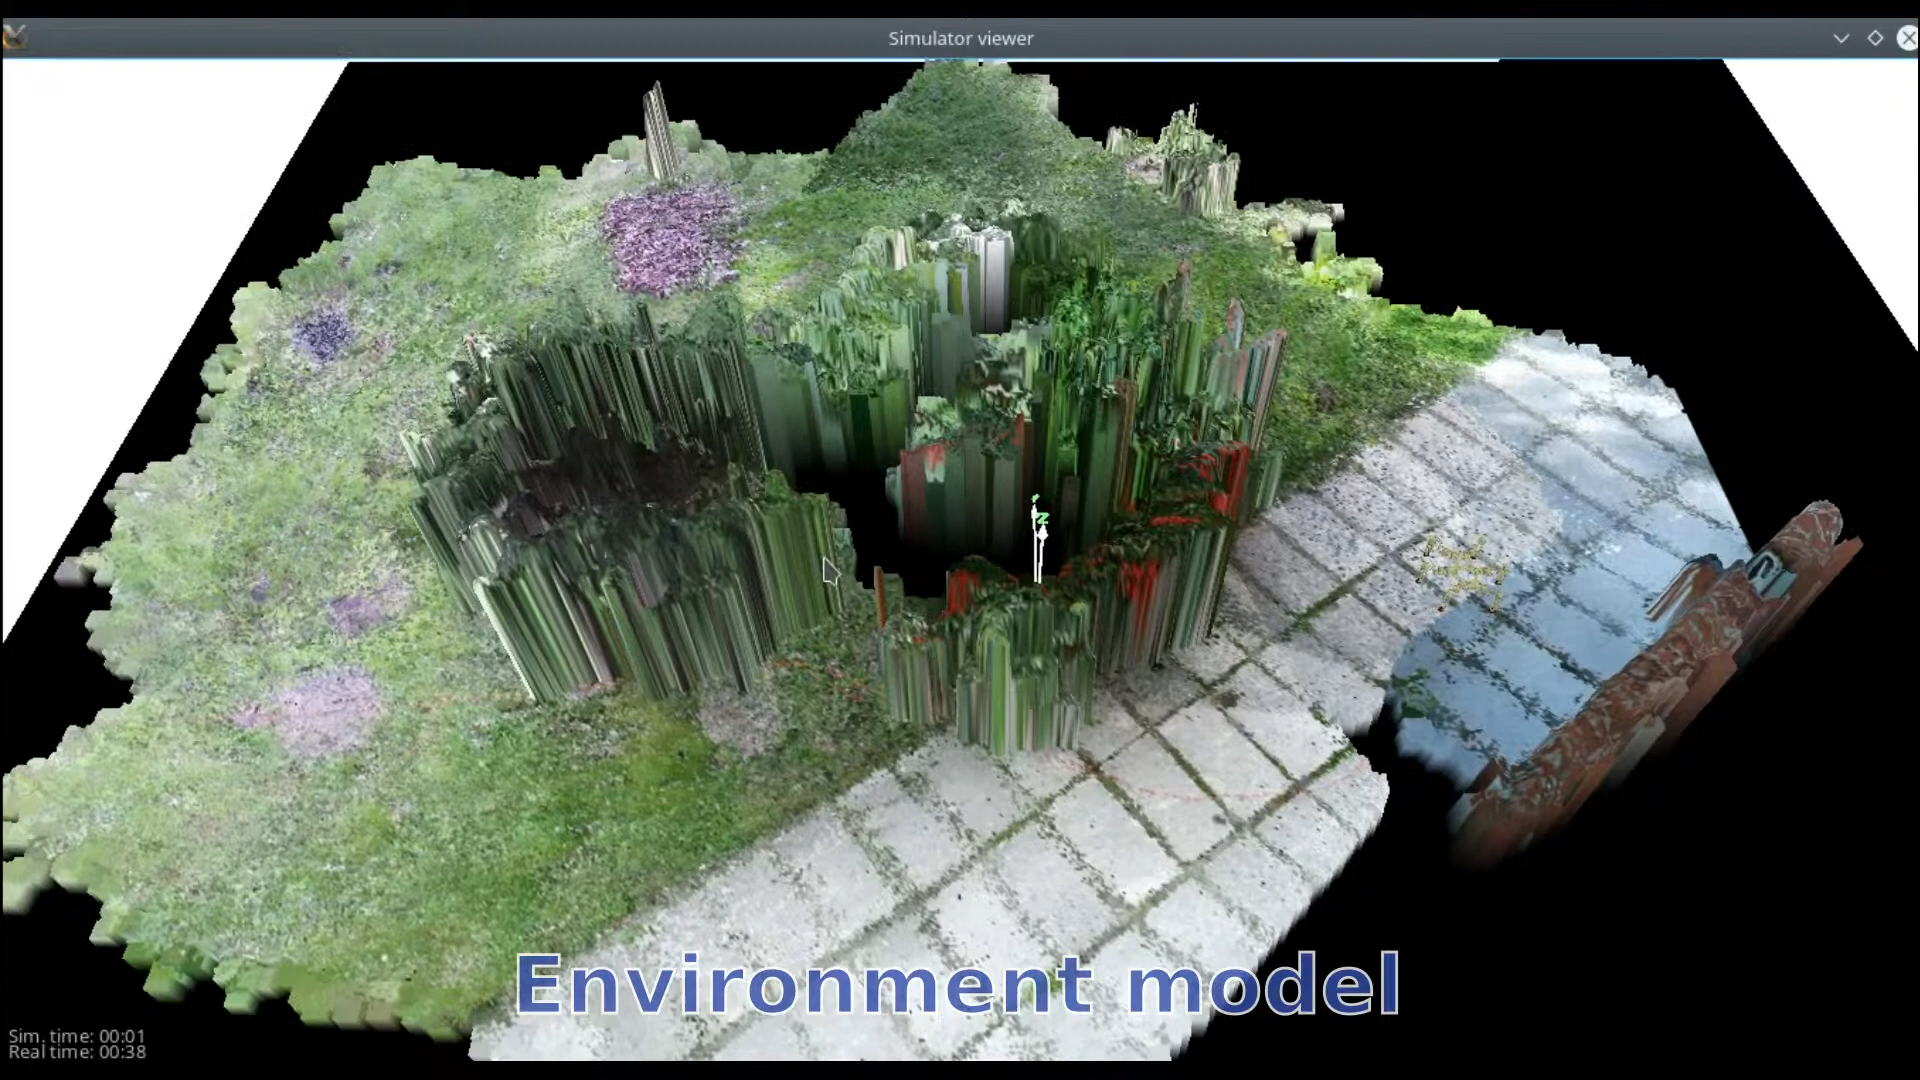 Simulator viewer
Z
Environment model
Sim. time: 00:01
Real time: 00:38